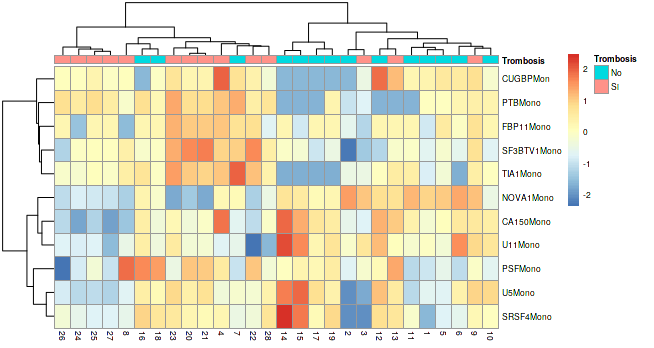 Trombosis
CUGBPMon
PTBMono
FBP11Mono
SF3BTV1Mono
TIA1Mono
NOVA1Mono
CA150Mono
U11Mono
PSFMono
U5Mono
SRSF4Mono
26 24 25 27 8 16 18 23 20 21 4 7 22 28 14 15 17 19 2 3 12 13 11 1 5 6 9 10
2
1
0
-1
-2
Trombosis
No
SI